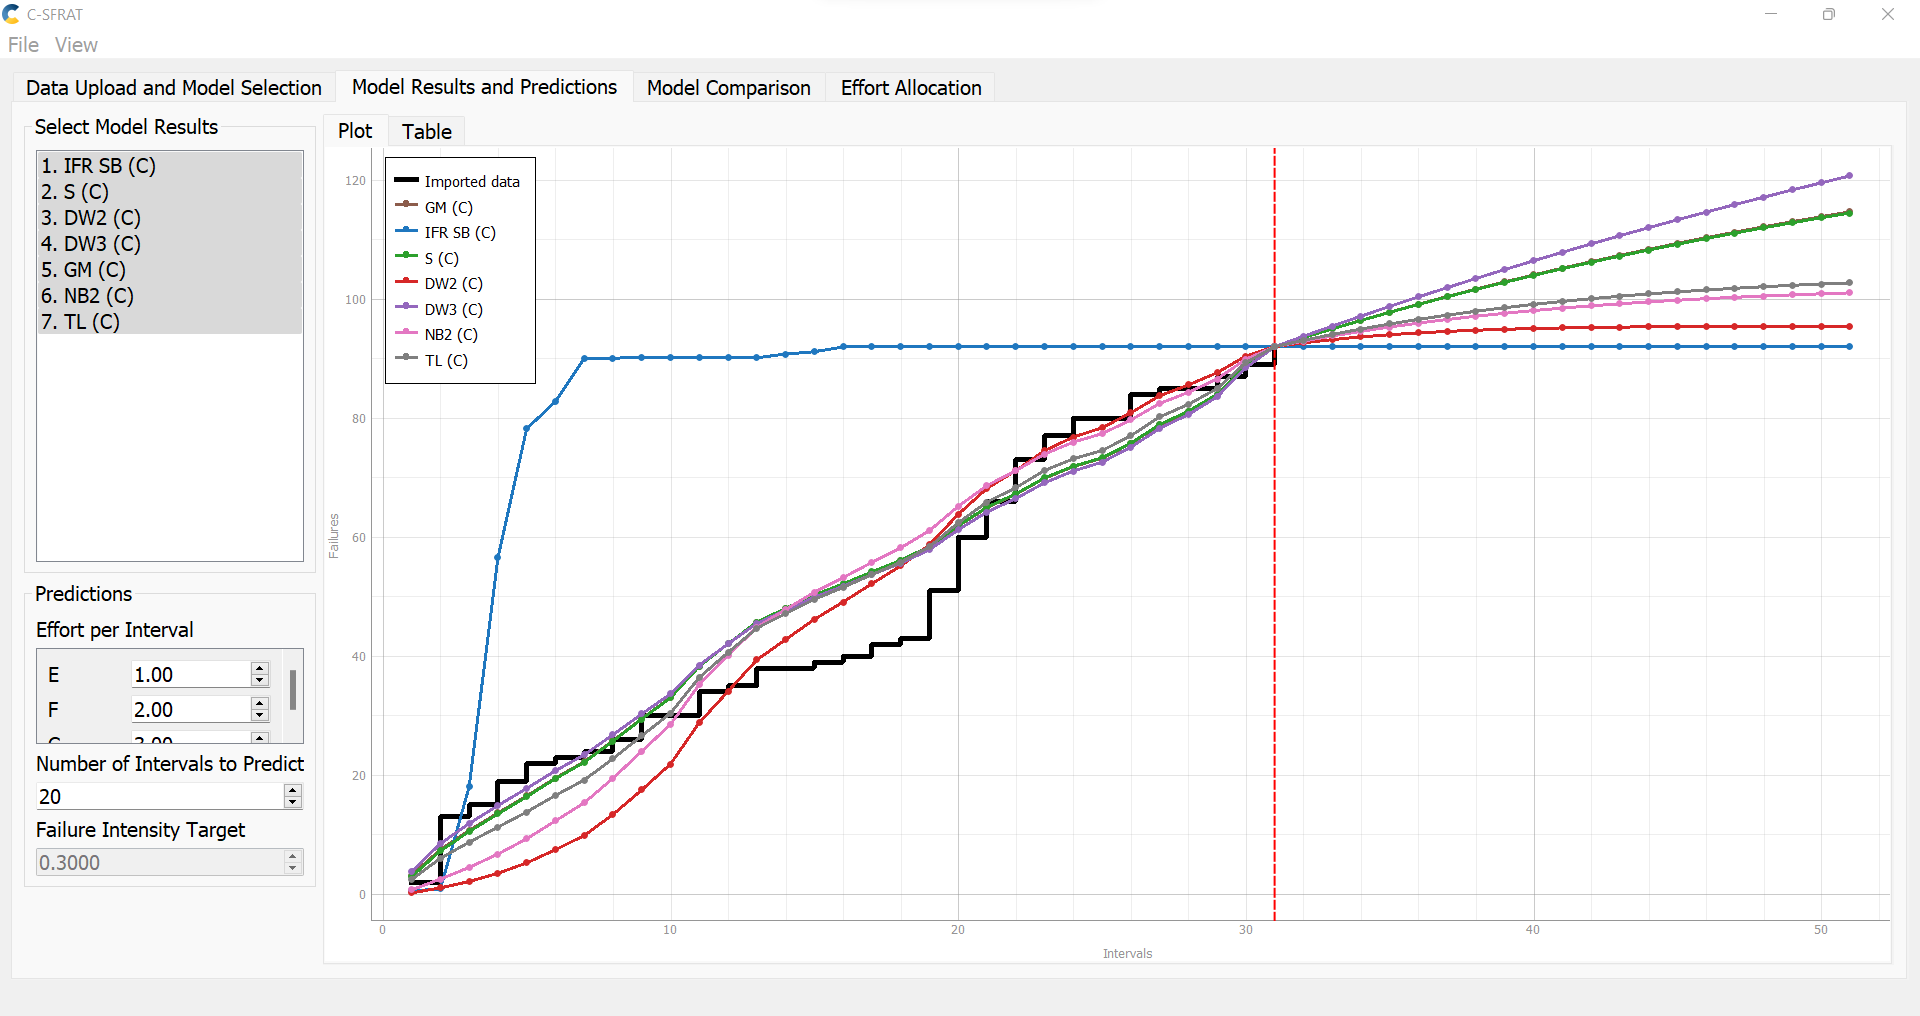 C-SFRAT
File View
Data Upload and Model Selection Model Results and Predictions Model Comparison Effort Allocation
Select Model Results
1. IFR SB (C)
2. S (C)
3. DW2 (C)
4. DW3 (C)
5. GM (C)
6. NB2 (C)
7. TL (C)
Predictions
Effort per Interval
E 1.00
F 2.00
Number of Intervals to Predict
20
Failure Intensity Target
0.3000
Plot Table
Imported data
GM (C)
IFR SB (C)
S (C)
DW2 (C)
DW3 (C)
NB2 (C)
TL (C)
Failures
120
100
80
60
40
20
0
0 10 20 30 40 50
Intervals